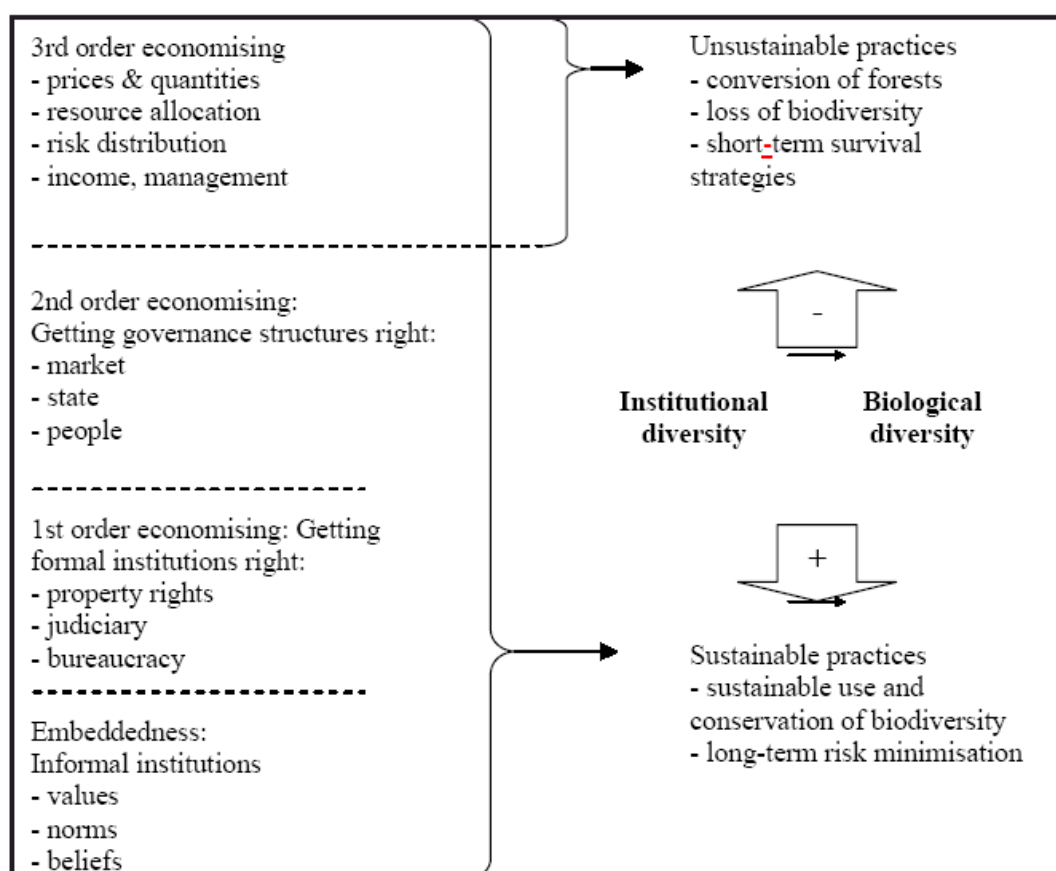 3rd order economising
- prices & quantities
- resource allocation
- risk distribution
- income, management
2nd order economising:
Getting governance structures right:
- market
- state
- people
1st order economising: Getting
formal institutions right:
- property rights
- judiciary
- bureaucracy
Embeddedness:
Informal institutions
- values
- norms
- beliefs
Unsustainable practices
- conversion of forests
- loss of biodiversity
- short-term survival
strategies
-
Institutional
diversity
Biological
diversity
+
Sustainable practices
- sustainable use and
conservation of biodiversity
- long-term risk minimisation